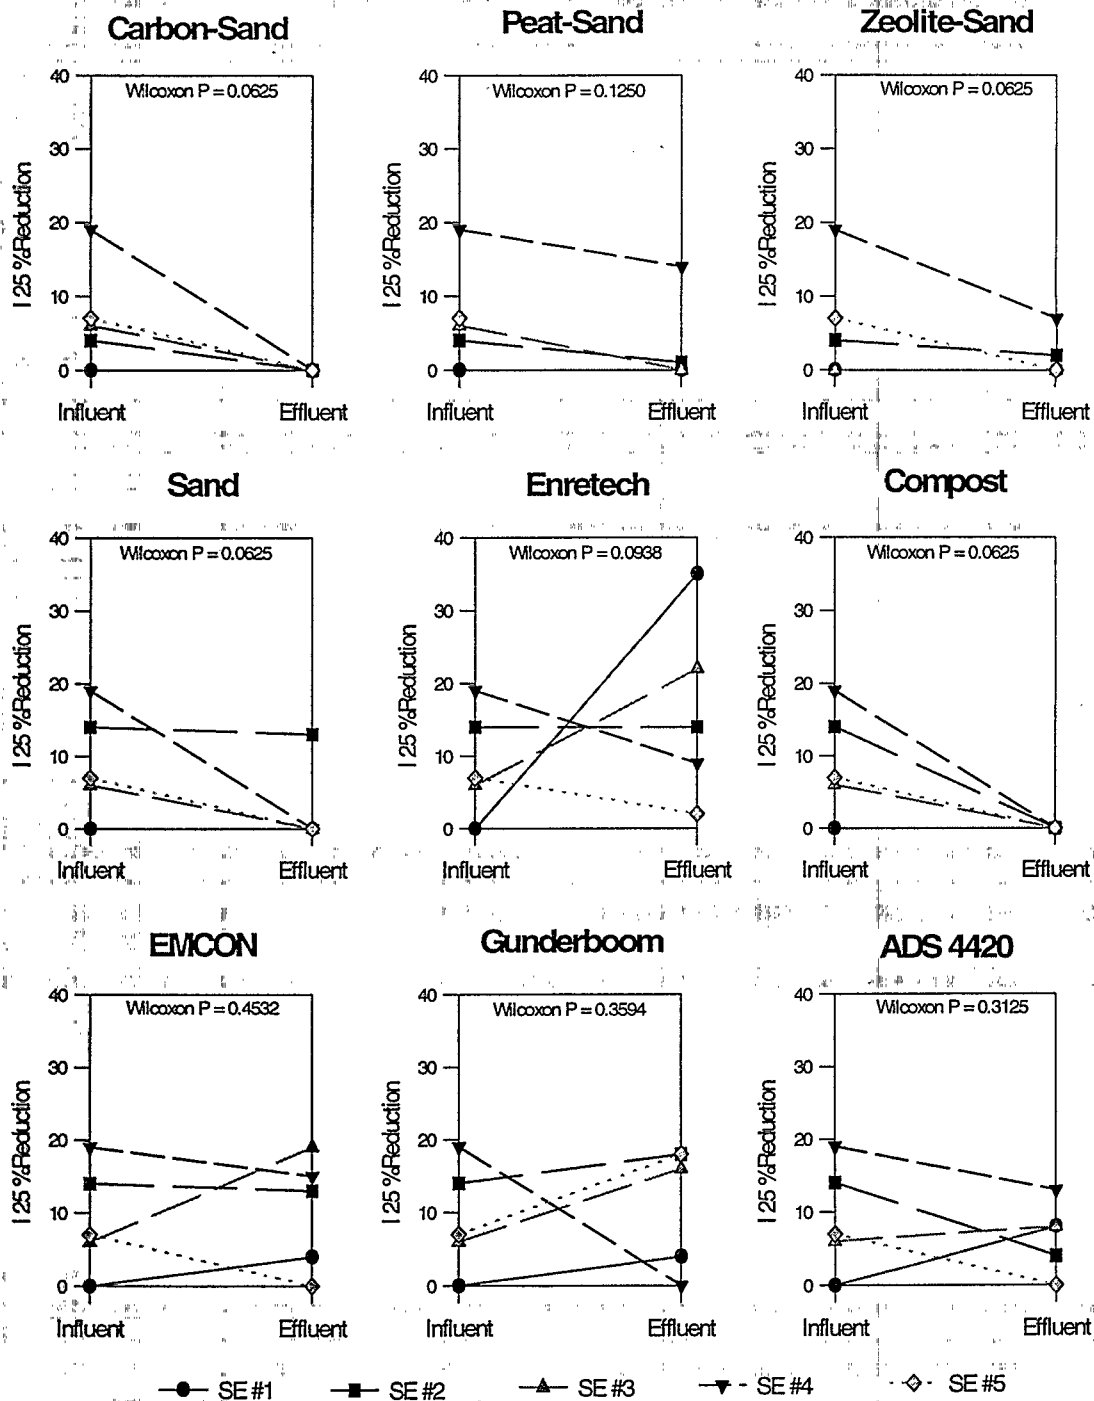 Carbon-Sand
Peat-Sand
Zeolite-Sand
40
Wilcoxon P = 0.0625
30
20
10
0
I 25 %Reduction
Influent
Effluent
40
Wilcoxon P = 0.1250
30
20
10
0
I 25 %Reduction
Influent
Effluent
40
Wilcoxon P = 0.0625
30
20
10
0
I 25 %Reduction
Influent
Effluent
Sand
Enretech
Compost
40
Wilcoxon P = 0.0625
30
20
10
0
I 25 %Reduction
Influent
Effluent
40
Wilcoxon P = 0.0938
30
20
10
0
I 25 %Reduction
Influent
Effluent
40
Wilcoxon P = 0.0625
30
20
10
0
I 25 %Reduction
Influent
Effluent
EMCON
Gunderboom
ADS 4420
40
Wilcoxon P = 0.4532
30
20
10
0
I 25 %Reduction
Influent
Effluent
40
Wilcoxon P = 0.3594
30
20
10
0
I 25 %Reduction
Influent
Effluent
40
Wilcoxon P = 0.3125
30
20
10
0
I 25 %Reduction
Influent
Effluent
SE #1
SE #2
SE #3
SE #4
SE #5